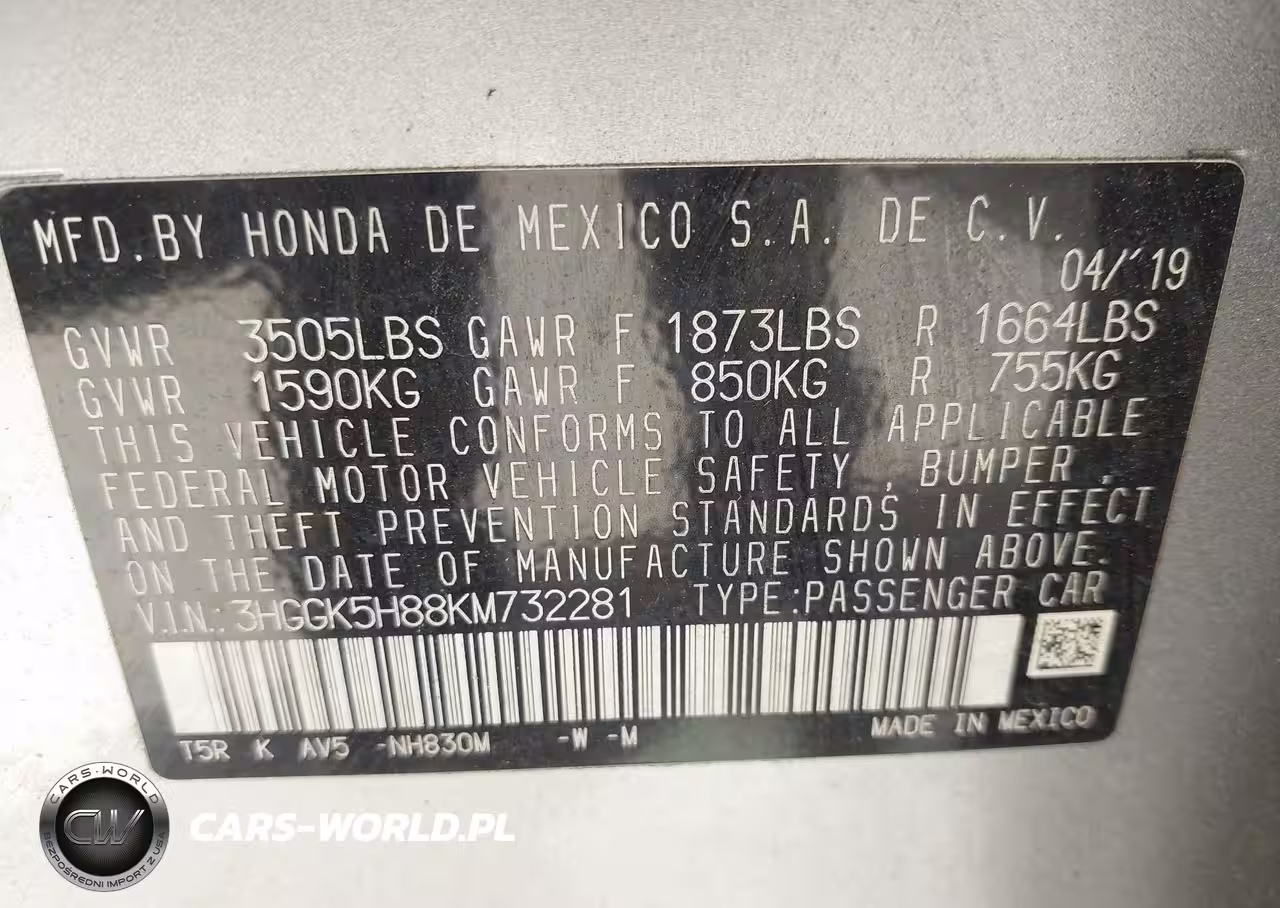 MFD.BY HONDA DE MEXICO S.A. DE C.V.
04/'19
GVWR 3505LBS GAWR F 1873LBS R 1664LBS
GVWR 1590KG GAWR F 850KG R 755KG
THIS VEHICLE CONFORMS TO ALL APPLICABLE
FEDERAL MOTOR VEHICLE SAFETY, BUMPER,
AND THEFT PREVENTION STANDARDS IN EFFECT
ON THE DATE OF MANUFACTURE SHOWN ABOVE.
V.I.N.: 3HGGK5H88KM732281 TYPE:PASSENGER CAR
T5R K AV5 -NH830M -W -M MADE IN MEXICO
CARS-WORLD
CW
BEZPOŚREDNI IMPORT Z USA
CARS-WORLD.PL